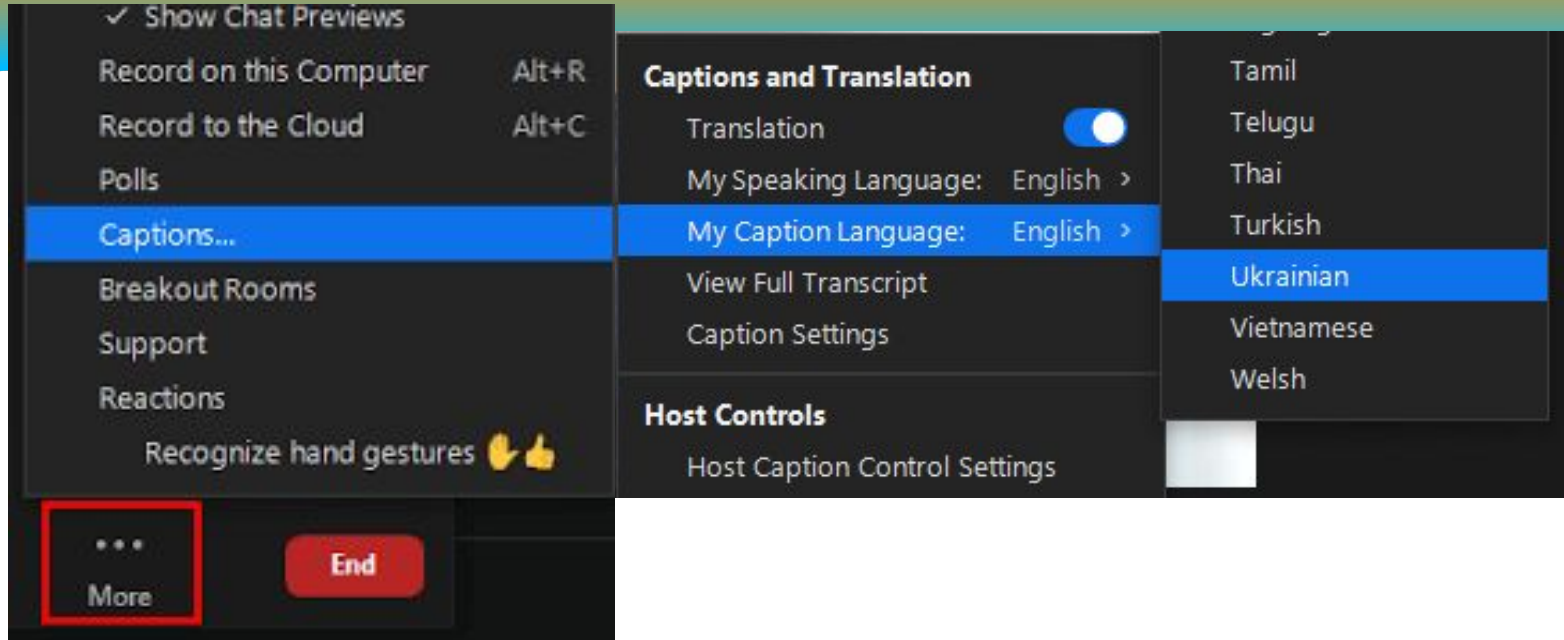 ✓ Show Chat Previews
Record on this Computer Alt+R
Record to the Cloud Alt+C
Polls
Captions...
Breakout Rooms
Support
Reactions
Recognize hand gestures ✋👍
More
End
Captions and Translation
Translation
My Speaking Language: English >
My Caption Language: English >
View Full Transcript
Caption Settings
Host Controls
Host Caption Control Settings
Tamil
Telugu
Thai
Turkish
Ukrainian
Vietnamese
Welsh